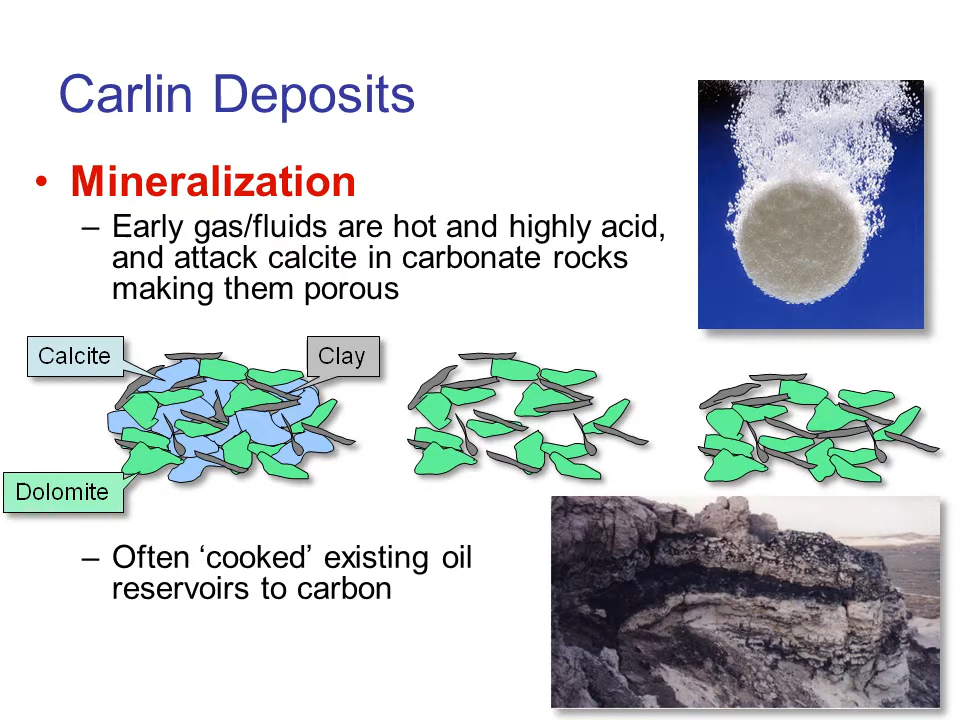 Carlin Deposits
• Mineralization
– Early gas/fluids are hot and highly acid,
and attack calcite in carbonate rocks
making them porous
Calcite
Clay
Dolomite
– Often ‘cooked’ existing oil
reservoirs to carbon